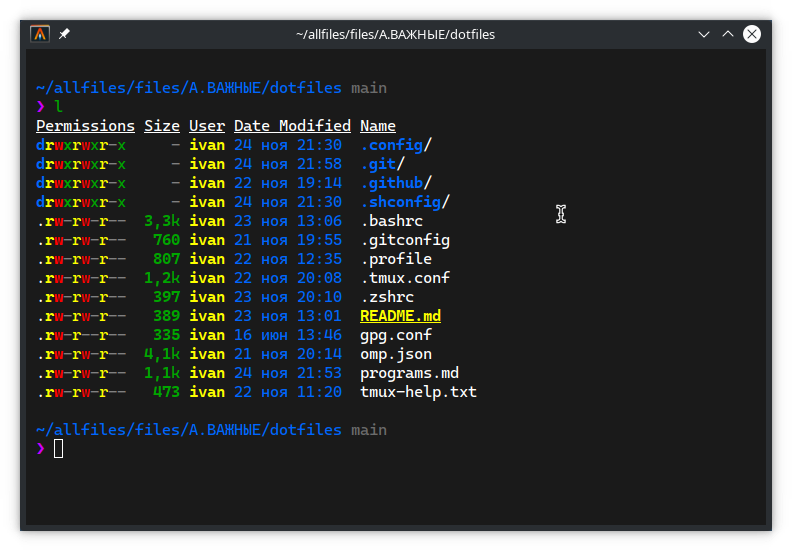 ~/allfiles/files/А.ВАЖНЫЕ/dotfiles
~/allfiles/files/А.ВАЖНЫЕ/dotfiles main
❯ l
Permissions Size User Date Modified Name
drwxrwxr-x - ivan 24 ноя 21:30 .config/
drwxrwxr-x - ivan 24 ноя 21:58 .git/
drwxrwxr-x - ivan 22 ноя 19:14 .github/
drwxrwxr-x - ivan 24 ноя 21:30 .shconfig/
.rw-rw-r-- 3,3k ivan 23 ноя 13:06 .bashrc
.rw-rw-r-- 760 ivan 21 ноя 19:55 .gitconfig
.rw-rw-r-- 807 ivan 22 ноя 12:35 .profile
.rw-rw-r-- 1,2k ivan 22 ноя 20:08 .tmux.conf
.rw-rw-r-- 397 ivan 23 ноя 20:10 .zshrc
.rw-rw-r-- 389 ivan 23 ноя 13:01 README.md
.rw-r--r-- 335 ivan 16 июн 13:46 gpg.conf
.rw-rw-r-- 4,1k ivan 21 ноя 20:14 omp.json
.rw-rw-r-- 1,1k ivan 24 ноя 21:53 programs.md
.rw-rw-r-- 473 ivan 22 ноя 11:20 tmux-help.txt
~/allfiles/files/А.ВАЖНЫЕ/dotfiles main
❯